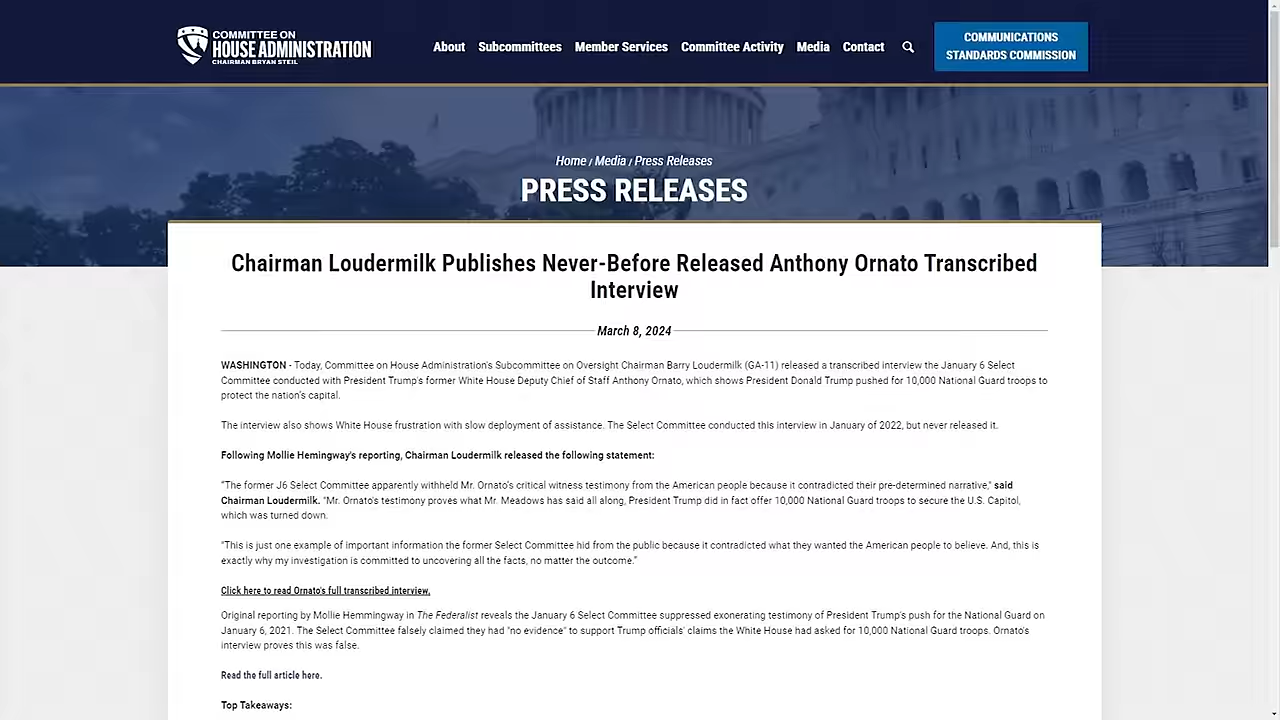 COMMITTEE ON
HOUSE ADMINISTRATION
CHAIRMAN BRYAN STEIL
About Subcommittees Member Services Committee Activity Media Contact
COMMUNICATIONS
STANDARDS COMMISSION
Home / Media / Press Releases
PRESS RELEASES
Chairman Loudermilk Publishes Never-Before Released Anthony Ornato Transcribed
Interview
March 8, 2024
WASHINGTON - Today, Committee on House Administration's Subcommittee on Oversight Chairman Barry Loudermilk (GA-11) released a transcribed interview the January 6 Select
Committee conducted with President Trump's former White House Deputy Chief of Staff Anthony Ornato, which shows President Donald Trump pushed for 10,000 National Guard troops to
protect the nation's capital.
The interview also shows White House frustration with slow deployment of assistance. The Select Committee conducted this interview in January of 2022, but never released it.
Following Mollie Hemingway's reporting, Chairman Loudermilk released the following statement:
"The former J6 Select Committee apparently withheld Mr. Ornato's critical witness testimony from the American people because it contradicted their pre-determined narrative," said
Chairman Loudermilk. "Mr. Ornato's testimony proves what Mr. Meadows has said all along, President Trump did in fact offer 10,000 National Guard troops to secure the U.S. Capitol,
which was turned down.
"This is just one example of important information the former Select Committee hid from the public because it contradicted what they wanted the American people to believe. And, this is
exactly why my investigation is committed to uncovering all the facts, no matter the outcome."
Click here to read Ornato's full transcribed interview.
Original reporting by Mollie Hemmingway in The Federalist reveals the January 6 Select Committee suppressed exonerating testimony of President Trump's push for the National Guard on
January 6, 2021. The Select Committee falsely claimed they had "no evidence" to support Trump officials' claims the White House had asked for 10,000 National Guard troops. Ornato's
interview proves this was false.
Read the full article here.
Top Takeaways: